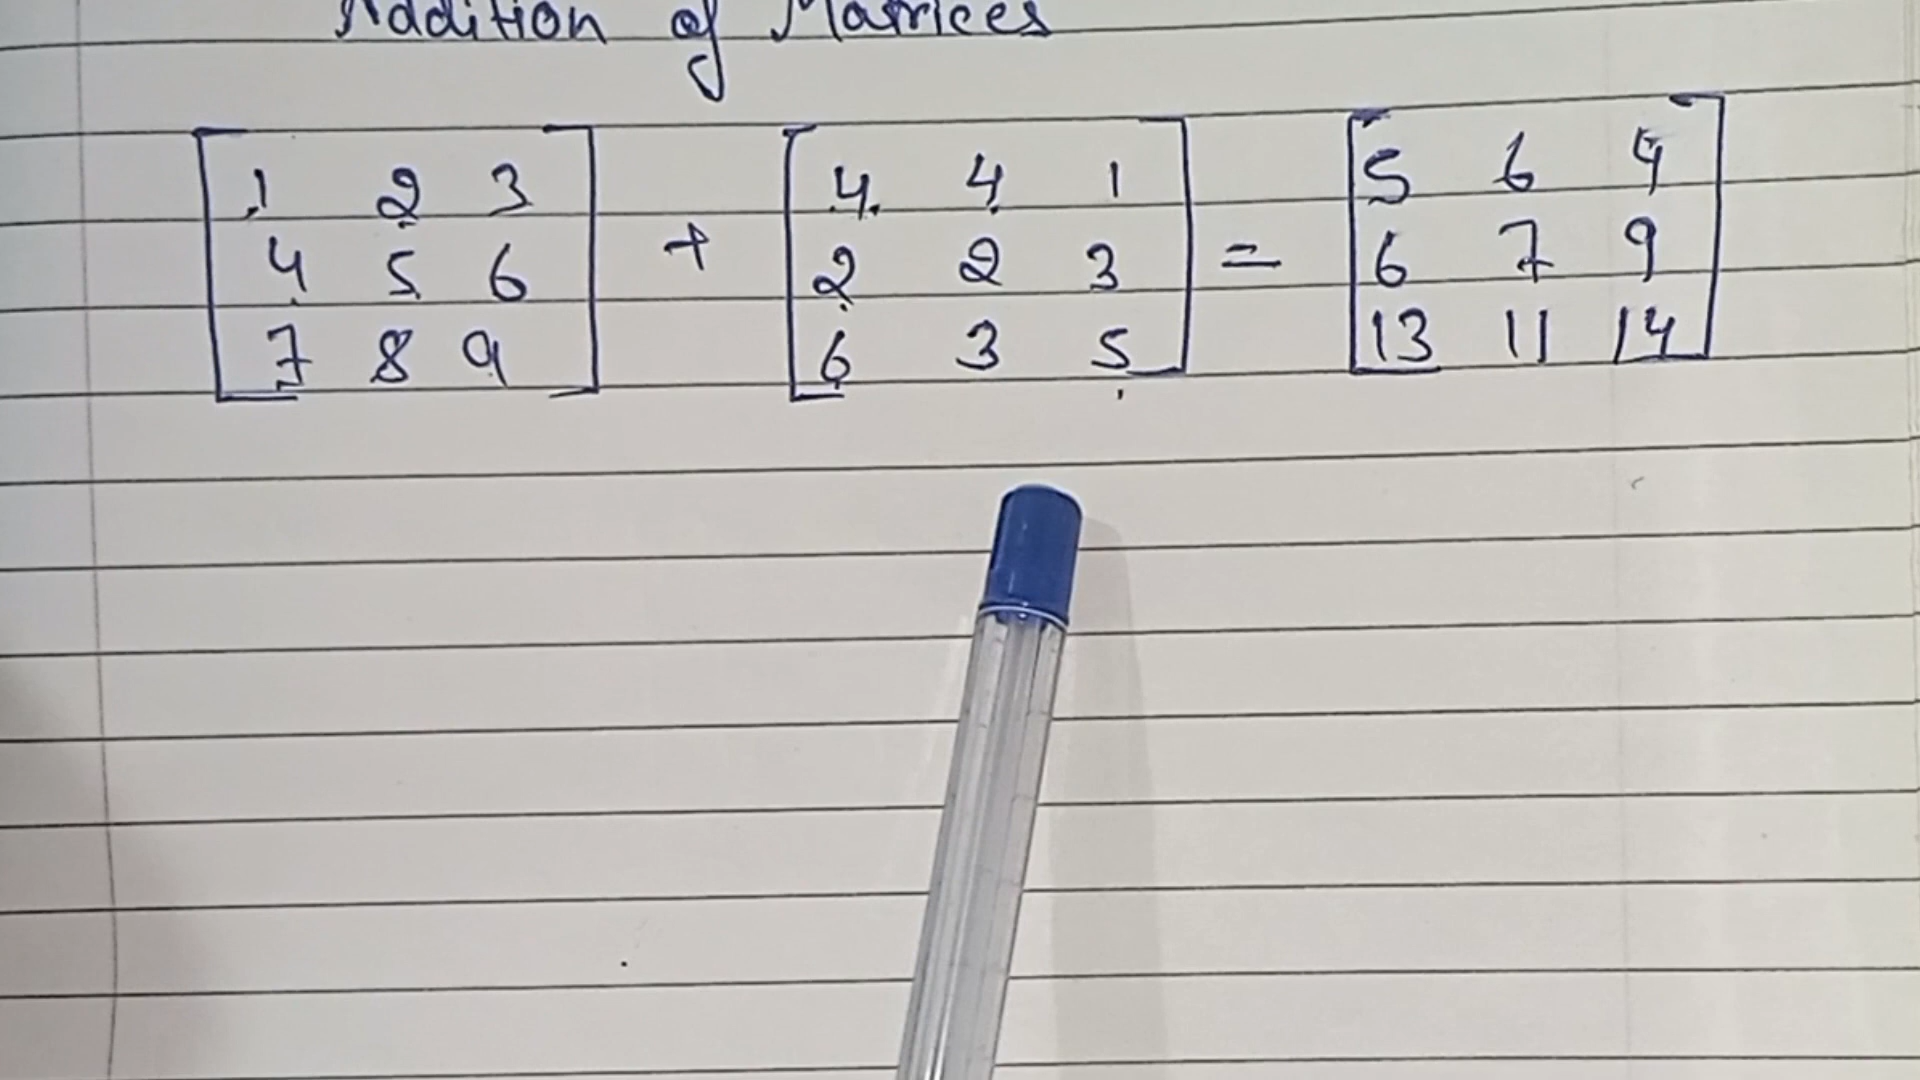 Addition of Matrices
1 2 3 + 4 4 1 = 5 6 4
4 5 6 2 2 3 6 7 9
7 8 9 6 3 5 13 11 14